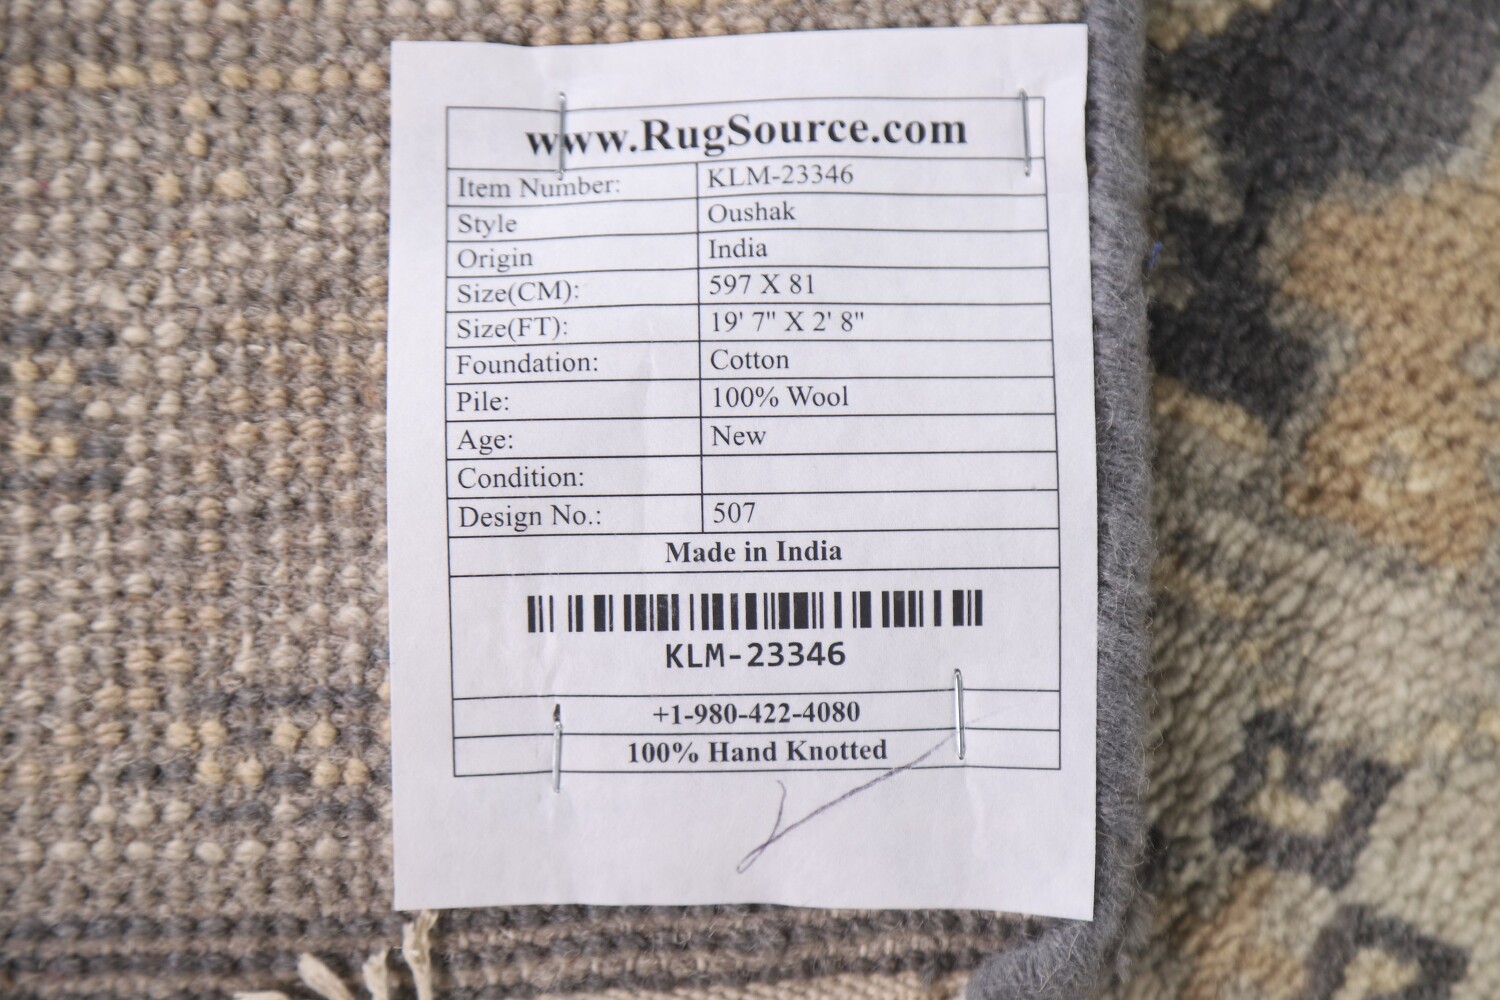 www.RugSource.com
Item Number: KLM-23346
Style Oushak
Origin India
Size(CM): 597 X 81
Size(FT): 19' 7" X 2' 8"
Foundation: Cotton
Pile: 100% Wool
Age: New
Condition:
Design No.: 507
Made in India
KLM-23346
+1-980-422-4080
100% Hand Knotted